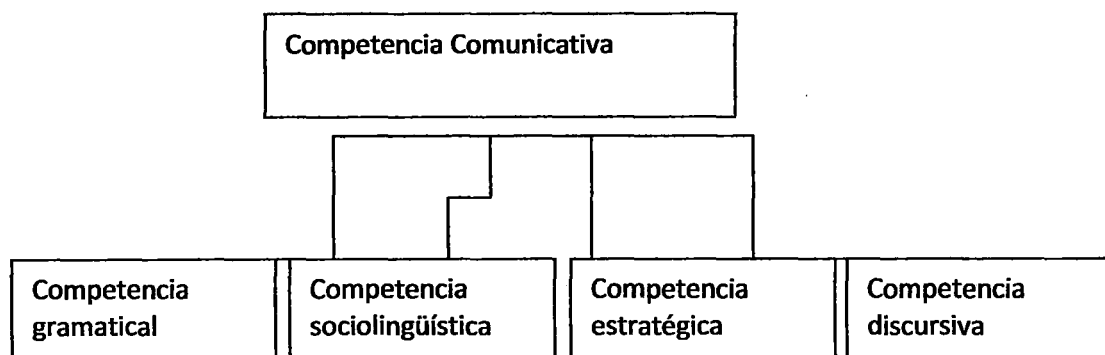 Competencia Comunicativa
Competencia
gramatical
Competencia
sociolingüística
Competencia
estratégica
Competencia
discursiva